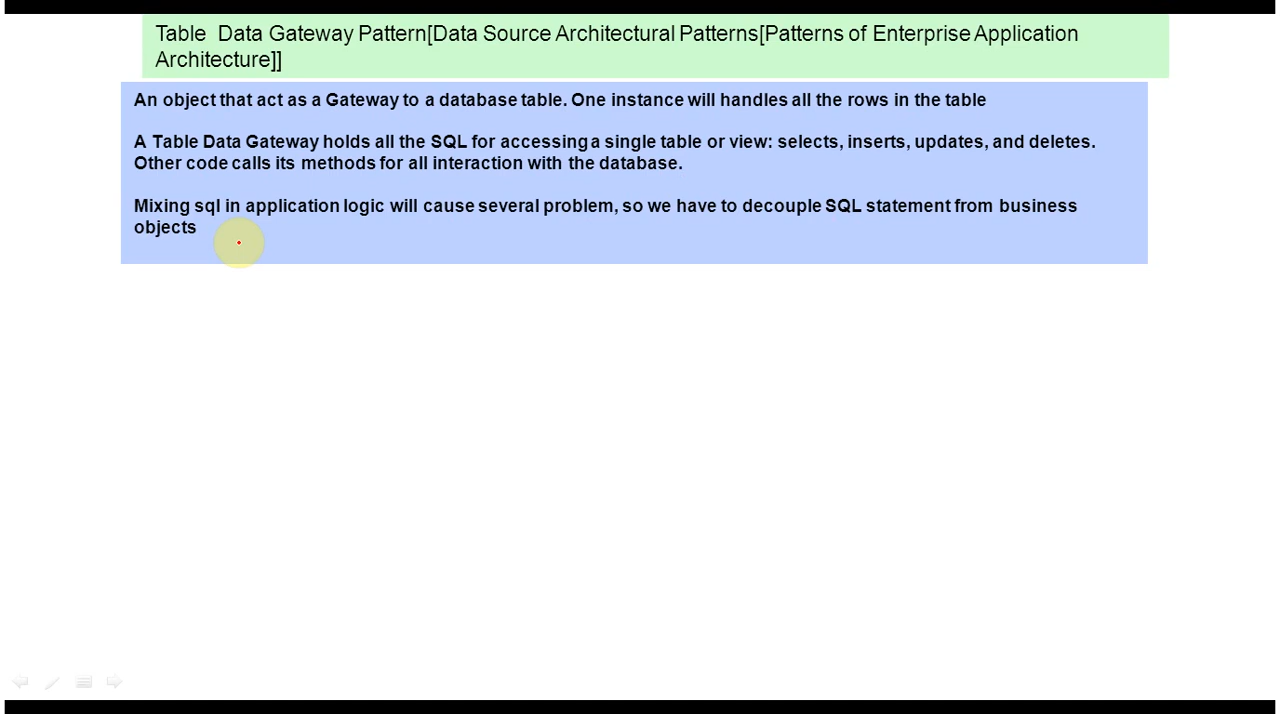 Table Data Gateway Pattern[Data Source Architectural Patterns[Patterns of Enterprise Application
Architecture]]
An object that act as a Gateway to a database table. One instance will handles all the rows in the table
A Table Data Gateway holds all the SQL for accessing a single table or view: selects, inserts, updates, and deletes.
Other code calls its methods for all interaction with the database.
Mixing sql in application logic will cause several problem, so we have to decouple SQL statement from business
objects